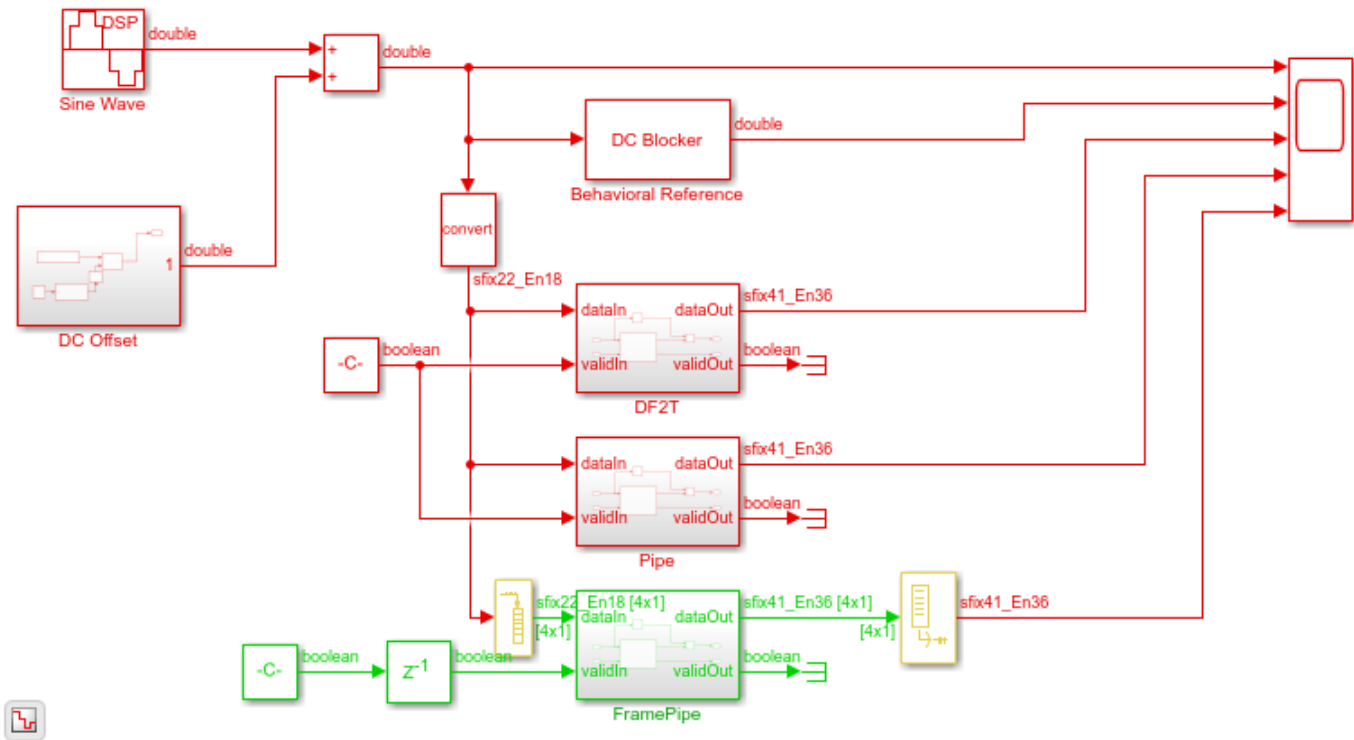 DSP
double
Sine Wave
+
+
double
DC Blocker
double
Behavioral Reference
convert
double
1
DC Offset
sfix22_En18
dataIn
dataOut
sfix41_En36
-C-
boolean
validIn
validOut
boolean
DF2T
dataIn
dataOut
sfix41_En36
validIn
validOut
boolean
Pipe
sfix22_En18 [4x1]
dataIn
[4x1]
dataOut
sfix41_En36 [4x1]
[4x1]
sfix41_En36
-C-
boolean
Z-1
boolean
validIn
validOut
boolean
FramePipe